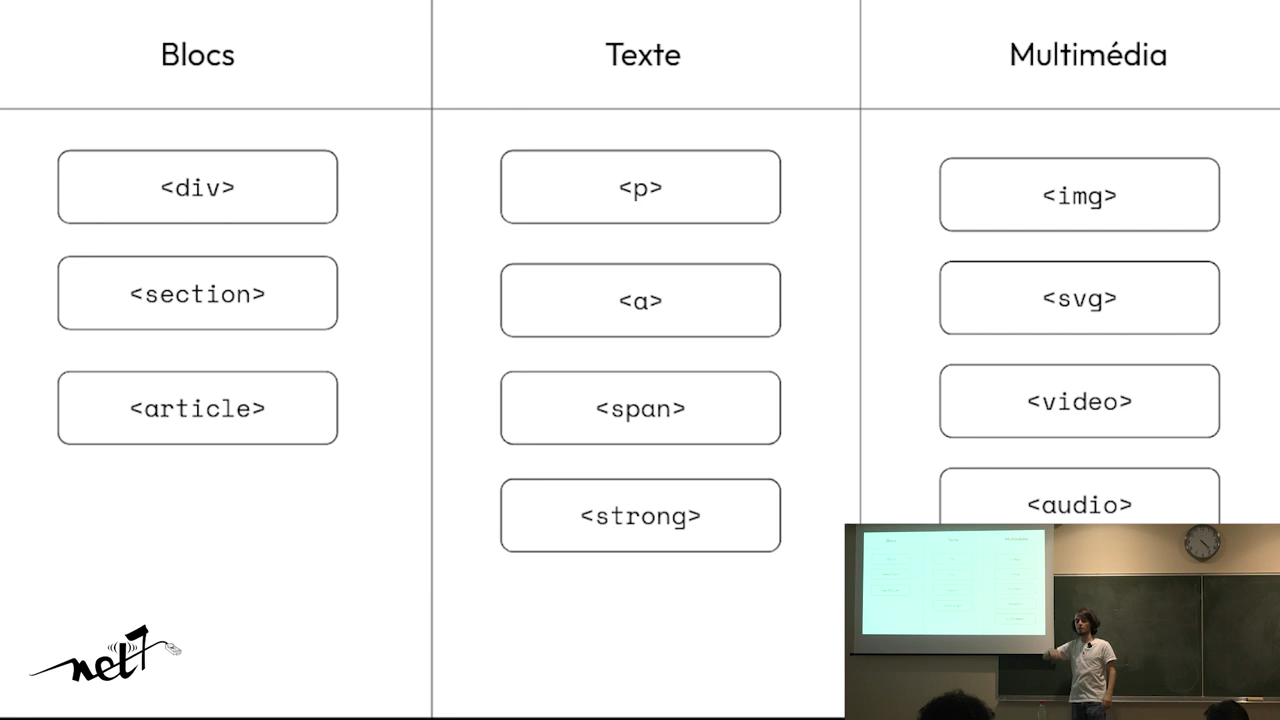 Blocs
Texte
Multimédia
<div>
<section>
<article>
<p>
<a>
<span>
<strong>
<img>
<svg>
<video>
<audio>
net7